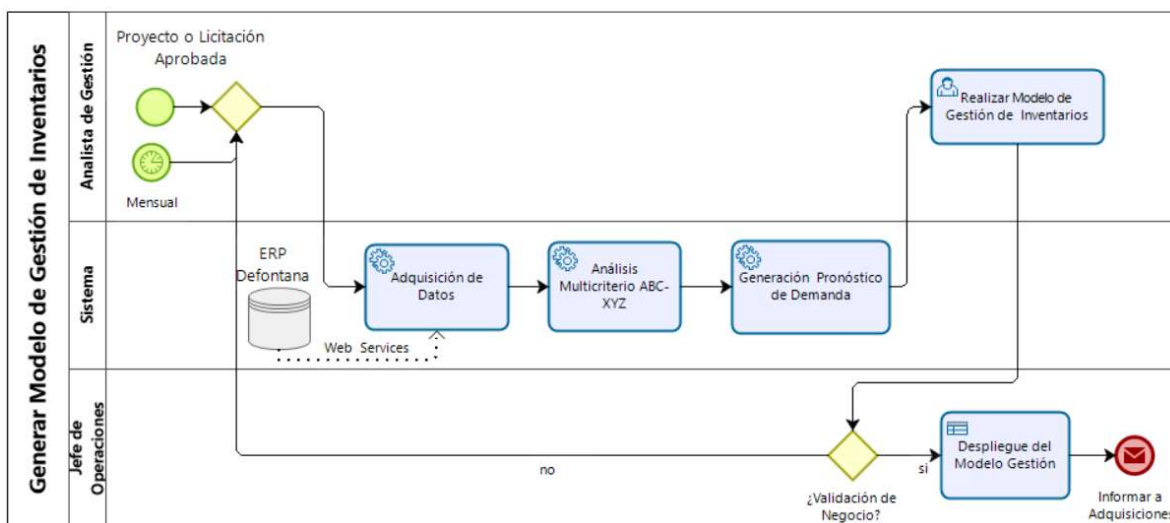 Generar Modelo de Gestión de Inventarios
Analista de Gestión
Proyecto o Licitación
Aprobada
Mensual
Realizar Modelo de
Gestión de Inventarios
Sistema
ERP
Defontana
Web Services
Adquisición de
Datos
Análisis
Multicriterio ABC-
XYZ
Generación Pronóstico
de Demanda
Jefe de
Operaciones
no
¿Validación de
Negocio?
si
Despliegue del
Modelo Gestión
Informar a
Adquisiciones